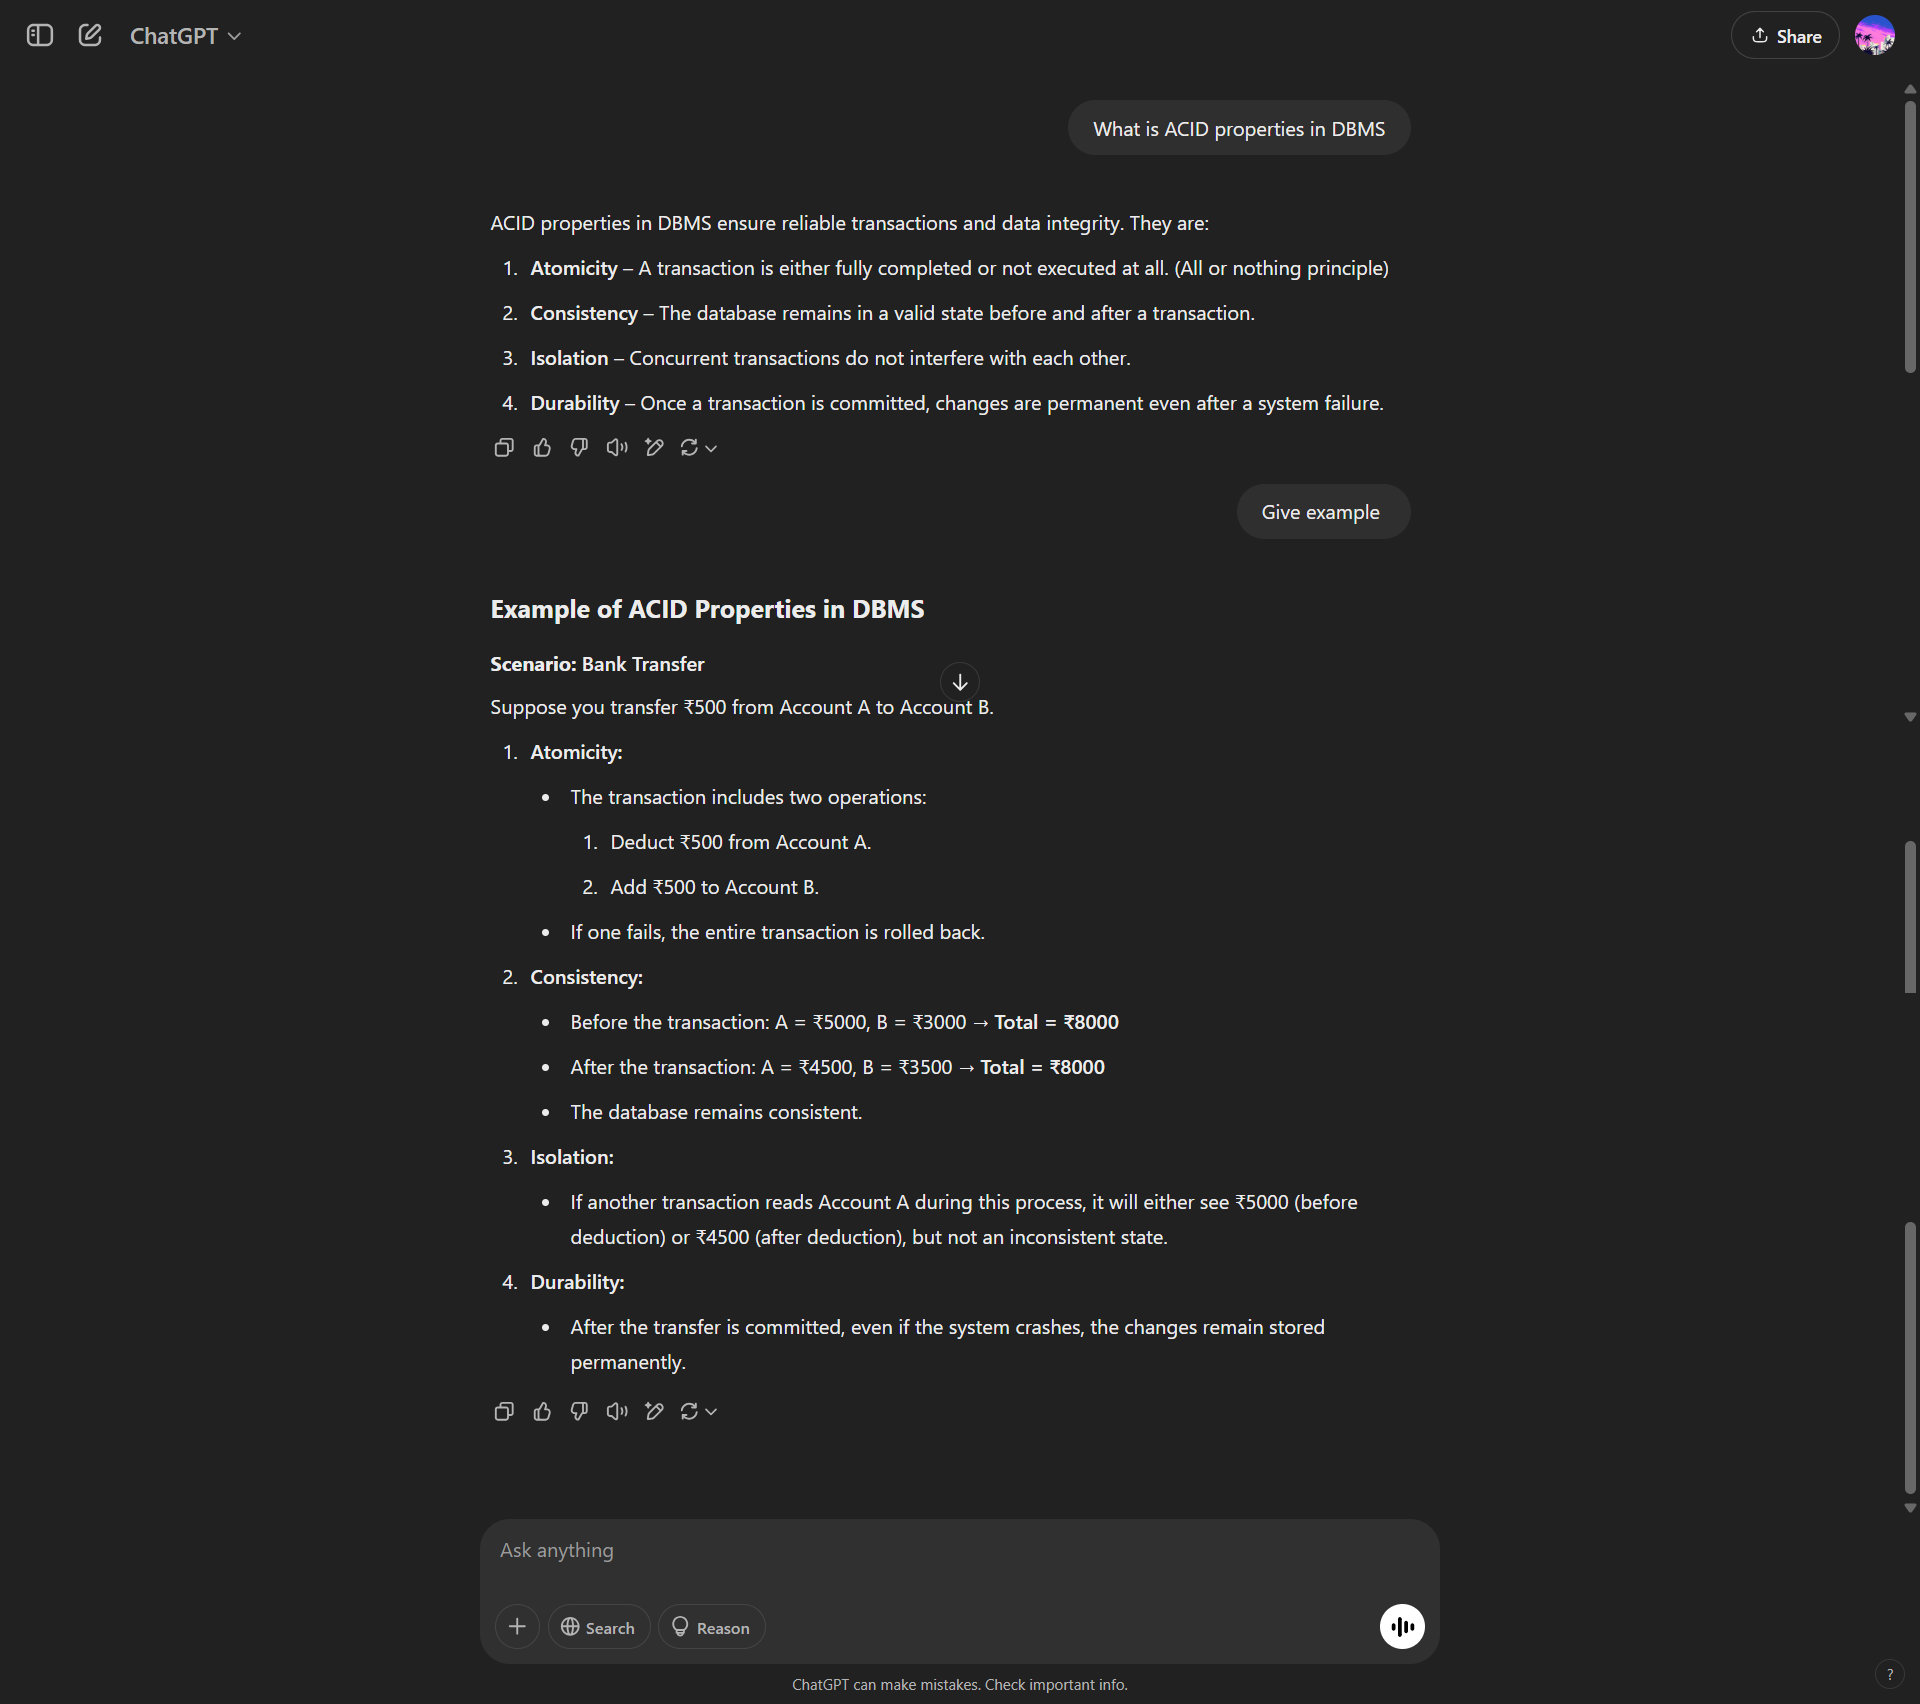 ChatGPT
Share
What is ACID properties in DBMS
ACID properties in DBMS ensure reliable transactions and data integrity. They are:
1. Atomicity – A transaction is either fully completed or not executed at all. (All or nothing principle)
2. Consistency – The database remains in a valid state before and after a transaction.
3. Isolation – Concurrent transactions do not interfere with each other.
4. Durability – Once a transaction is committed, changes are permanent even after a system failure.
Give example
Example of ACID Properties in DBMS
Scenario: Bank Transfer
Suppose you transfer ₹500 from Account A to Account B.
1. Atomicity:
• The transaction includes two operations:
1. Deduct ₹500 from Account A.
2. Add ₹500 to Account B.
• If one fails, the entire transaction is rolled back.
2. Consistency:
• Before the transaction: A = ₹5000, B = ₹3000 → Total = ₹8000
• After the transaction: A = ₹4500, B = ₹3500 → Total = ₹8000
• The database remains consistent.
3. Isolation:
• If another transaction reads Account A during this process, it will either see ₹5000 (before
deduction) or ₹4500 (after deduction), but not an inconsistent state.
4. Durability:
• After the transfer is committed, even if the system crashes, the changes remain stored
permanently.
Ask anything
Search
Reason
ChatGPT can make mistakes. Check important info.
?